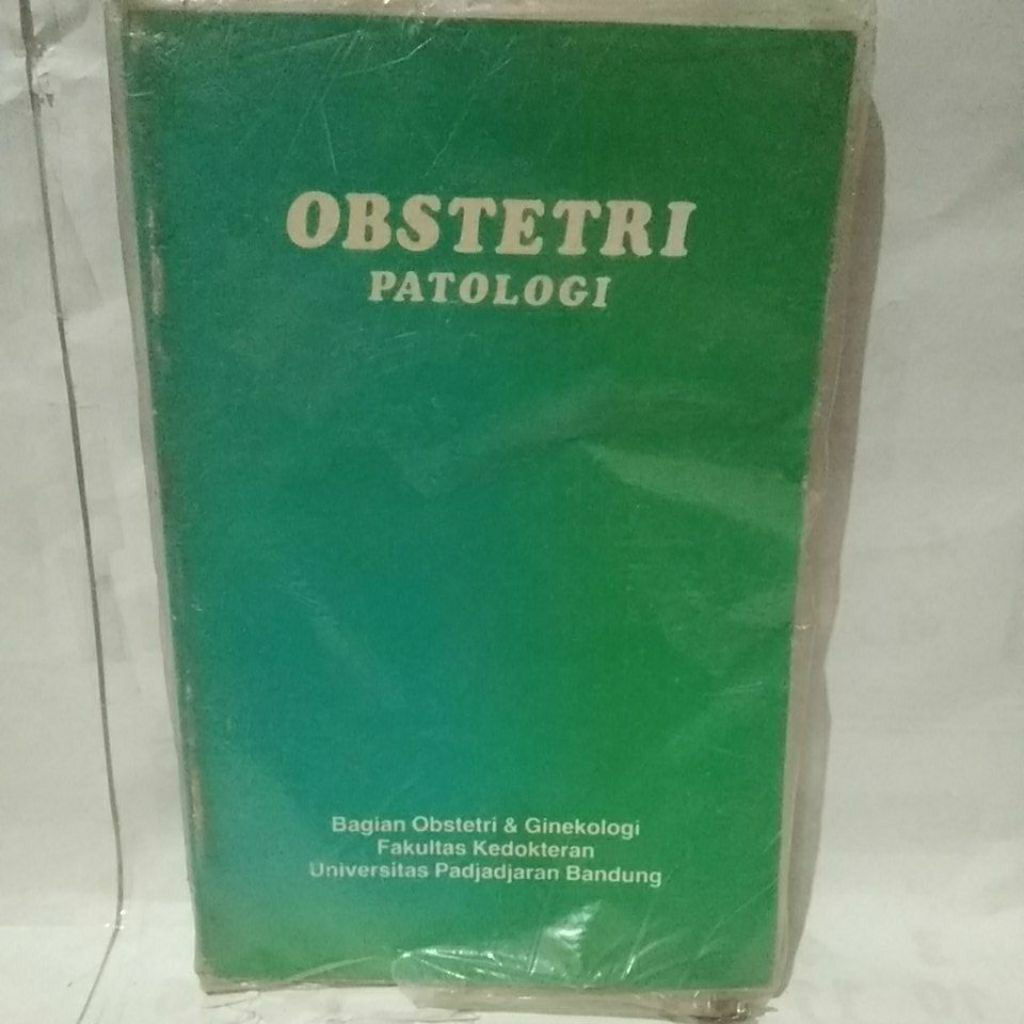 OBSTETRI
PATOLOGI
Bagian Obstetri & Ginekologi
Fakultas Kedokteran
Universitas Padjadjaran Bandung